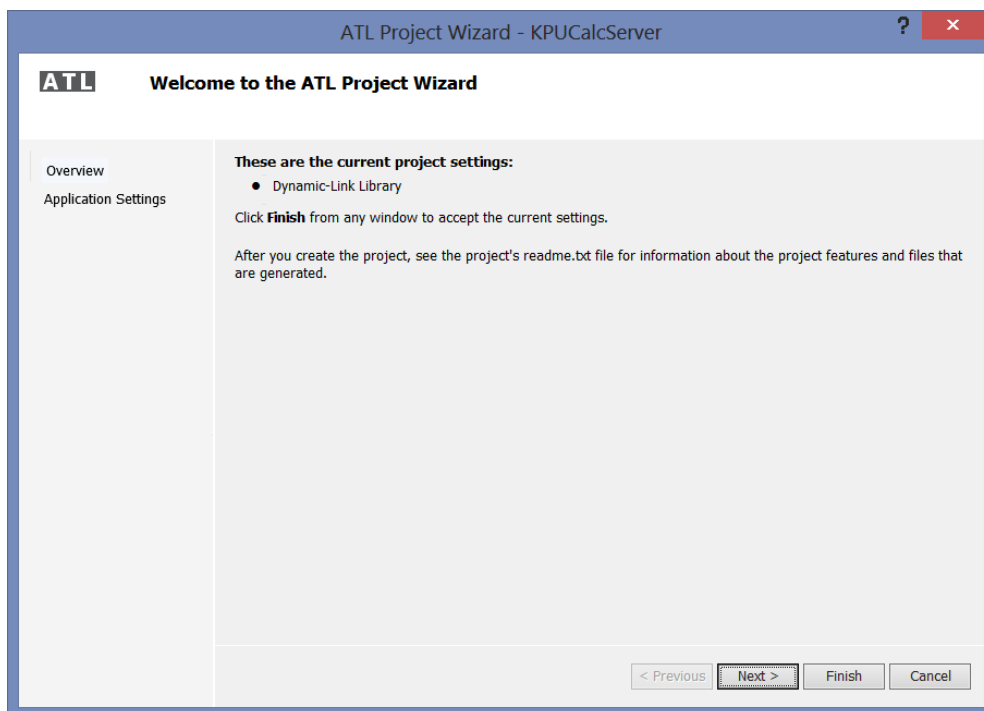 ATL Project Wizard - KPUCalcServer
?
×
ATL
Welcome to the ATL Project Wizard
Overview
Application Settings
These are the current project settings:
● Dynamic-Link Library
Click Finish from any window to accept the current settings.
After you create the project, see the project's readme.txt file for information about the project features and files that
are generated.
< Previous
Next >
Finish
Cancel